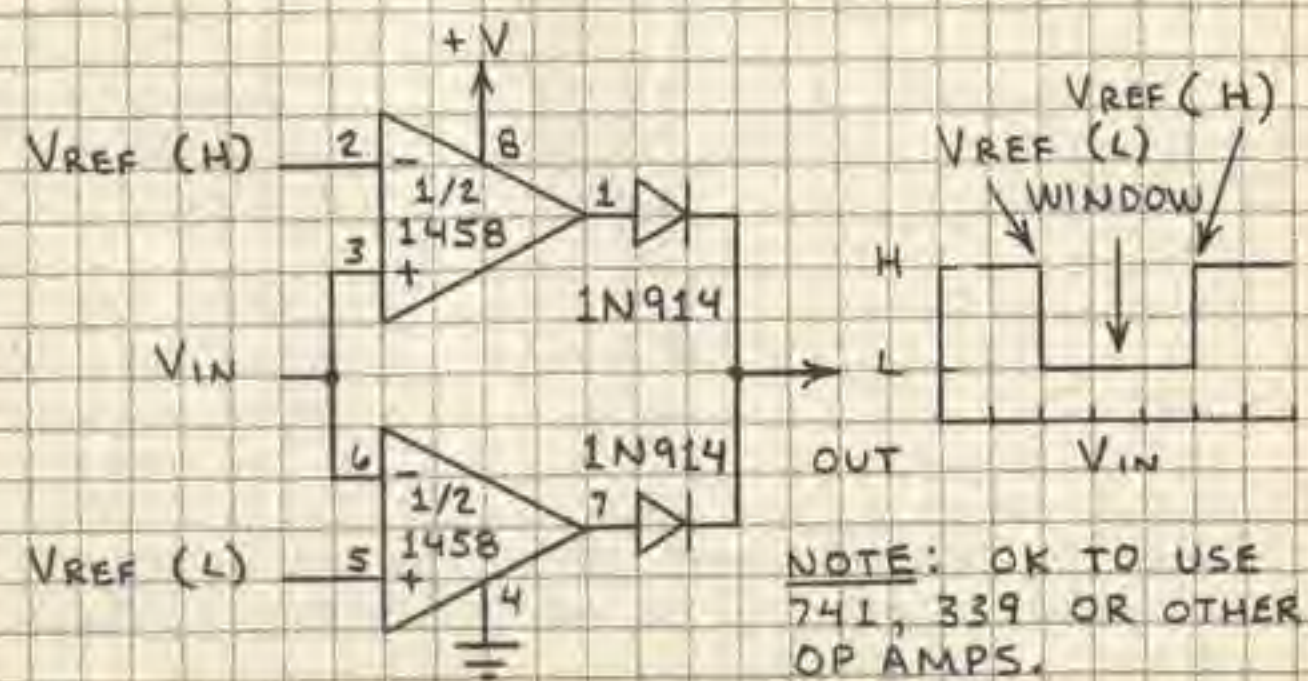 +V
VREF (H)
2
-
8
1/2
1458
3
+
1
1N914
VIN
6
-
1/2
1458
7
1N914
VREF (L)
5
+
4
OUT
VREF (H)
VREF (L)
WINDOW
H
L
VIN
NOTE: OK TO USE
741, 339 OR OTHER
OP AMPS.